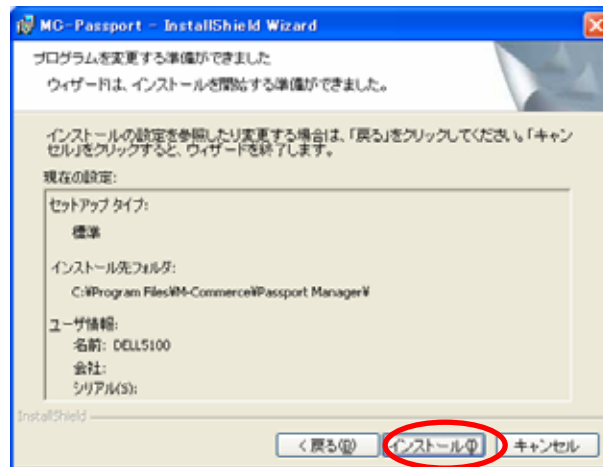 MC-Passport - InstallShield Wizard
プログラムを変更する準備ができました
ウィザードは、インストールを開始する準備ができました。
インストールの設定を参照したり変更する場合は、「戻る」をクリックしてください。「キャン
セル」をクリックすると、ウィザードを終了します。
現在の設定:
セットアップ タイプ:
標準
インストール先フォルダ:
C:¥Program Files¥M-Commerce¥Passport Manager¥
ユーザ情報:
名前: DELL5100
会社:
シリアル(S):
InstallShield
< 戻る(B)
インストール(I)
キャンセル